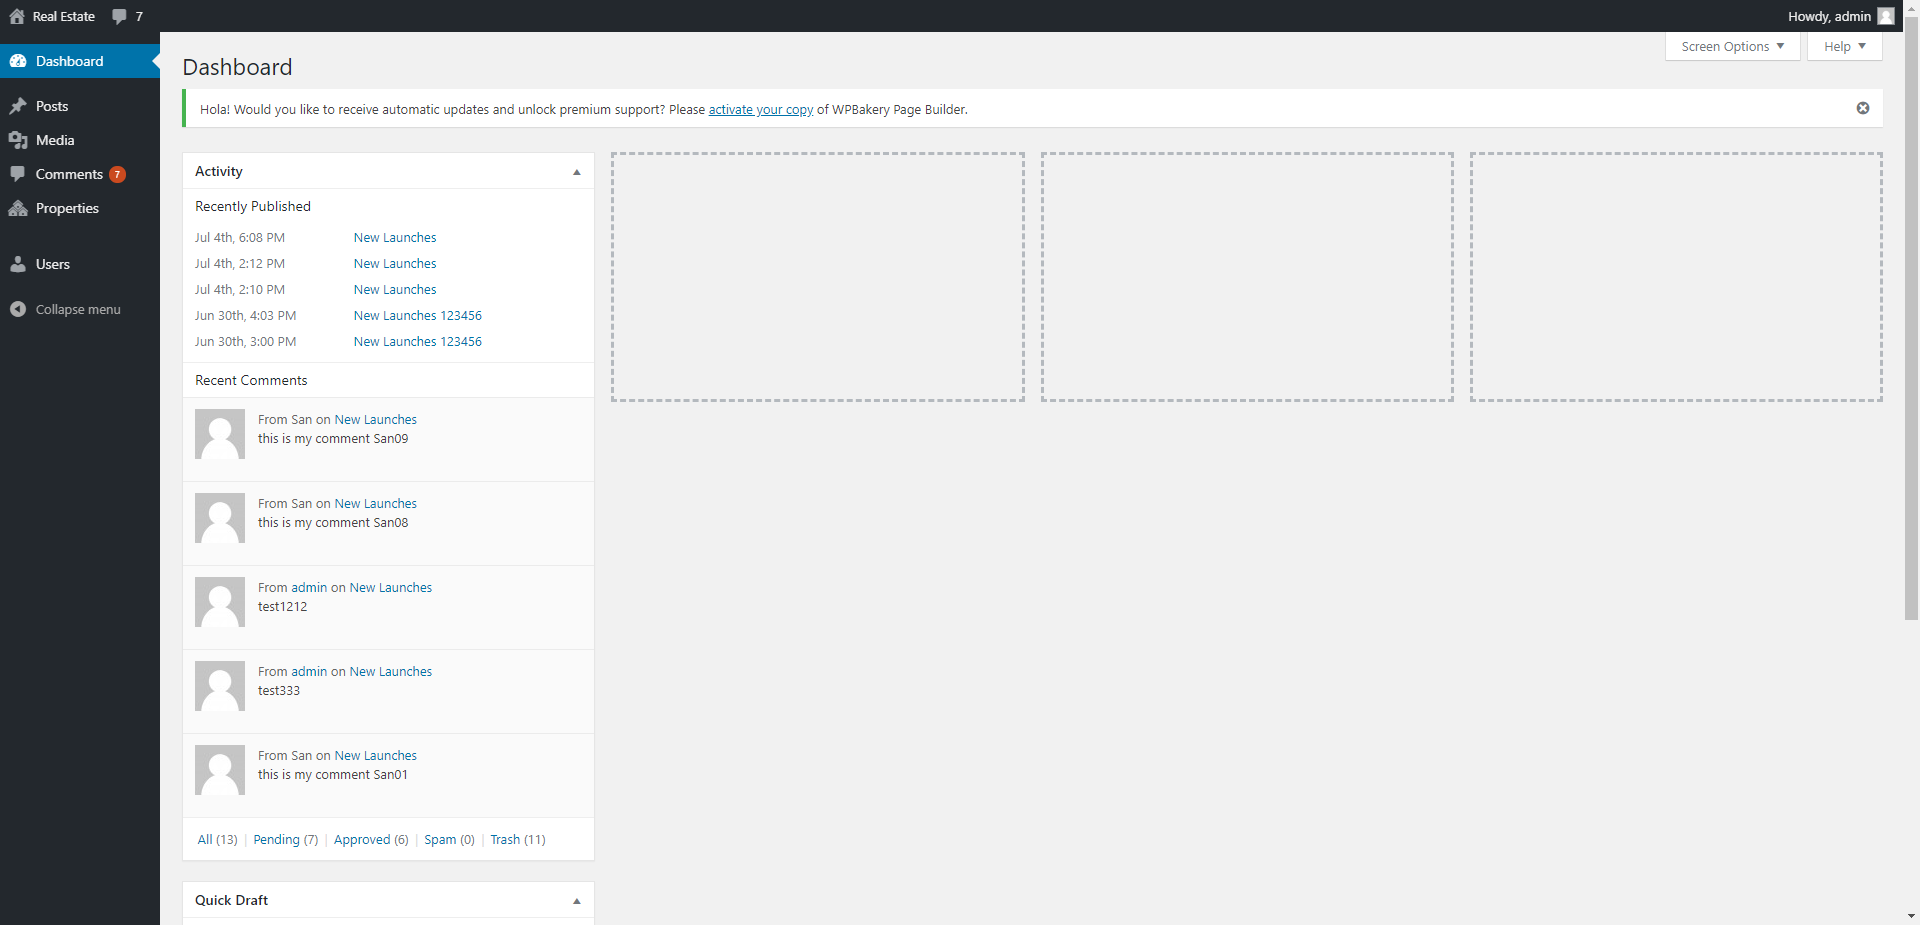 Real Estate 7 Howdy, admin
Screen Options Help
Dashboard
Posts
Media
Comments 7
Properties
Users
Collapse menu
Dashboard
Hola! Would you like to receive automatic updates and unlock premium support? Please activate your copy of WPBakery Page Builder.
Activity
Recently Published
Jul 4th, 6:08 PM New Launches
Jul 4th, 2:12 PM New Launches
Jul 4th, 2:10 PM New Launches
Jun 30th, 4:03 PM New Launches 123456
Jun 30th, 3:00 PM New Launches 123456
Recent Comments
From San on New Launches
this is my comment San09
From San on New Launches
this is my comment San08
From admin on New Launches
test1212
From admin on New Launches
test333
From San on New Launches
this is my comment San01
All (13) | Pending (7) | Approved (6) | Spam (0) | Trash (11)
Quick Draft